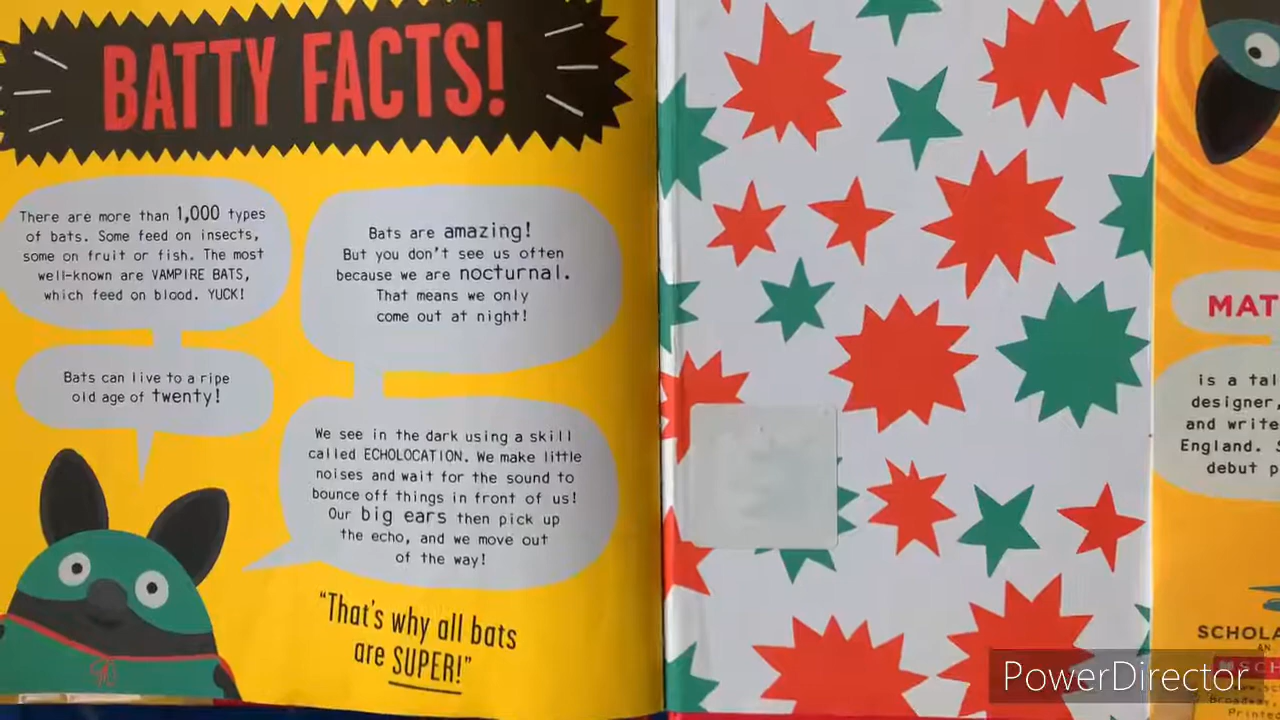 BATTY FACTS!
There are more than 1,000 types
of bats. Some feed on insects,
some on fruit or fish. The most
well-known are VAMPIRE BATS,
which feed on blood. YUCK!
Bats can live to a ripe
old age of twenty!
Bats are amazing!
But you don't see us often
because we are nocturnal.
That means we only
come out at night!
We see in the dark using a skill
called ECHOLOCATION. We make little
noises and wait for the sound to
bounce off things in front of us!
Our big ears then pick up
the echo, and we move out
of the way!
"That's why all bats
are SUPER!"
MAT
is a tal
designer,
and write
England. S
debut p
SCHOLA
AN
SCH
www.sc
Broadway,
Printe
PowerDirector